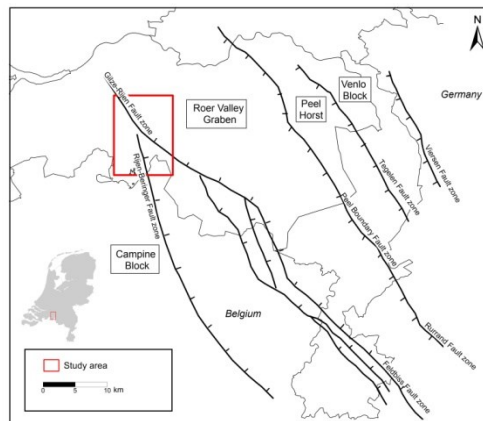 N
Gilze-Rijen Fault zone
Venlo
Block
Roer Valley
Graben
Peel
Horst
Germany
Viersen Fault zone
Tegelen Fault zone
Rijen-Beringer Fault zone
Peel Boundary Fault zone
Campine
Block
Belgium
Rurrand Fault zone
Feldbiss Fault zone
Study area
0
5
10
km